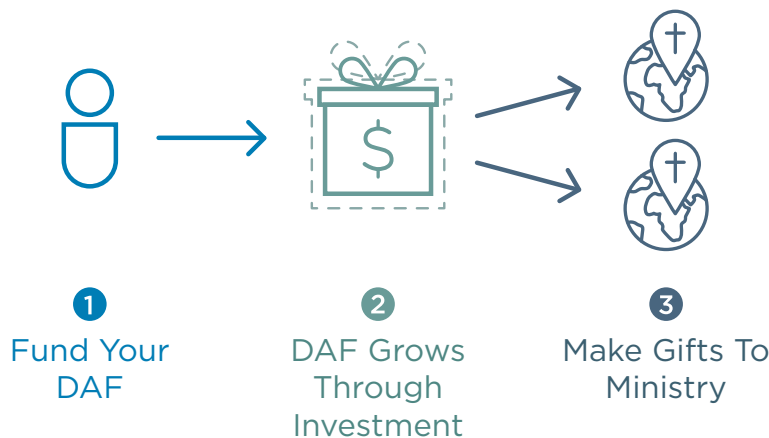 $
1
Fund Your
DAF
2
DAF Grows
Through
Investment
3
Make Gifts To
Ministry